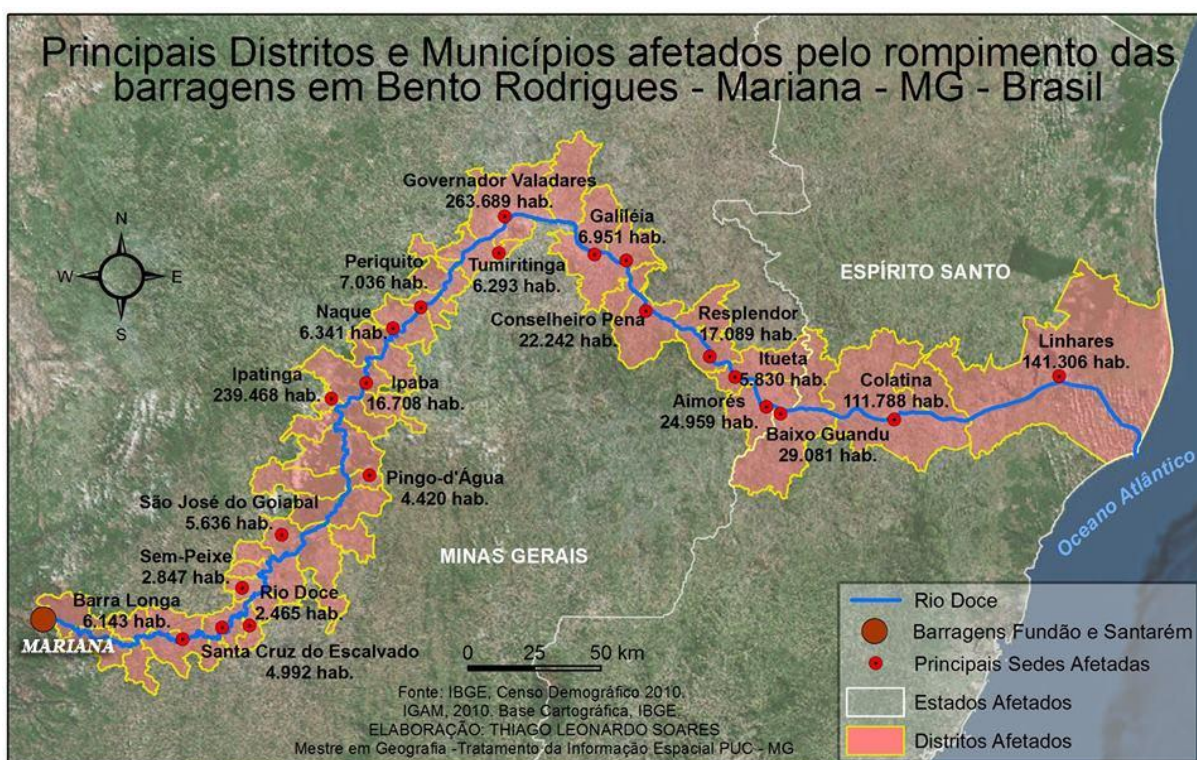 Principais Distritos e Municípios afetados pelo rompimento das
barragens em Bento Rodrigues - Mariana - MG - Brasil
N
W
E
S
Governador Valadares
263.689 hab.
Galiléia
6.951 hab.
Periquito
7.036 hab.
Tumiritinga
6.293 hab.
ESPÍRITO SANTO
Naque
6.341 hab.
Conselheiro Pena
22.242 hab.
Resplendor
17.089 hab.
Itueta
5.830 hab.
Linhares
141.306 hab.
Ipatinga
239.468 hab.
Ipaba
16.708 hab.
Aimorés
24.959 hab.
Colatina
111.788 hab.
Baixo Guandu
29.081 hab.
Pingo-d'Água
4.420 hab.
São José do Goiabal
5.636 hab.
Oceano Atlântico
MINAS GERAIS
Sem-Peixe
2.847 hab.
Barra Longa
6.143 hab.
Rio Doce
2.465 hab.
MARIANA
Santa Cruz do Escalvado
4.992 hab.
0 25 50 km
Fonte: IBGE, Censo Demográfico 2010.
IGAM, 2010. Base Cartográfica, IBGE.
ELABORAÇÃO: THIAGO LEONARDO SOARES
Mestre em Geografia -Tratamento da Informação Espacial PUC - MG
Rio Doce
Barragens Fundão e Santarém
Principais Sedes Afetadas
Estados Afetados
Distritos Afetados